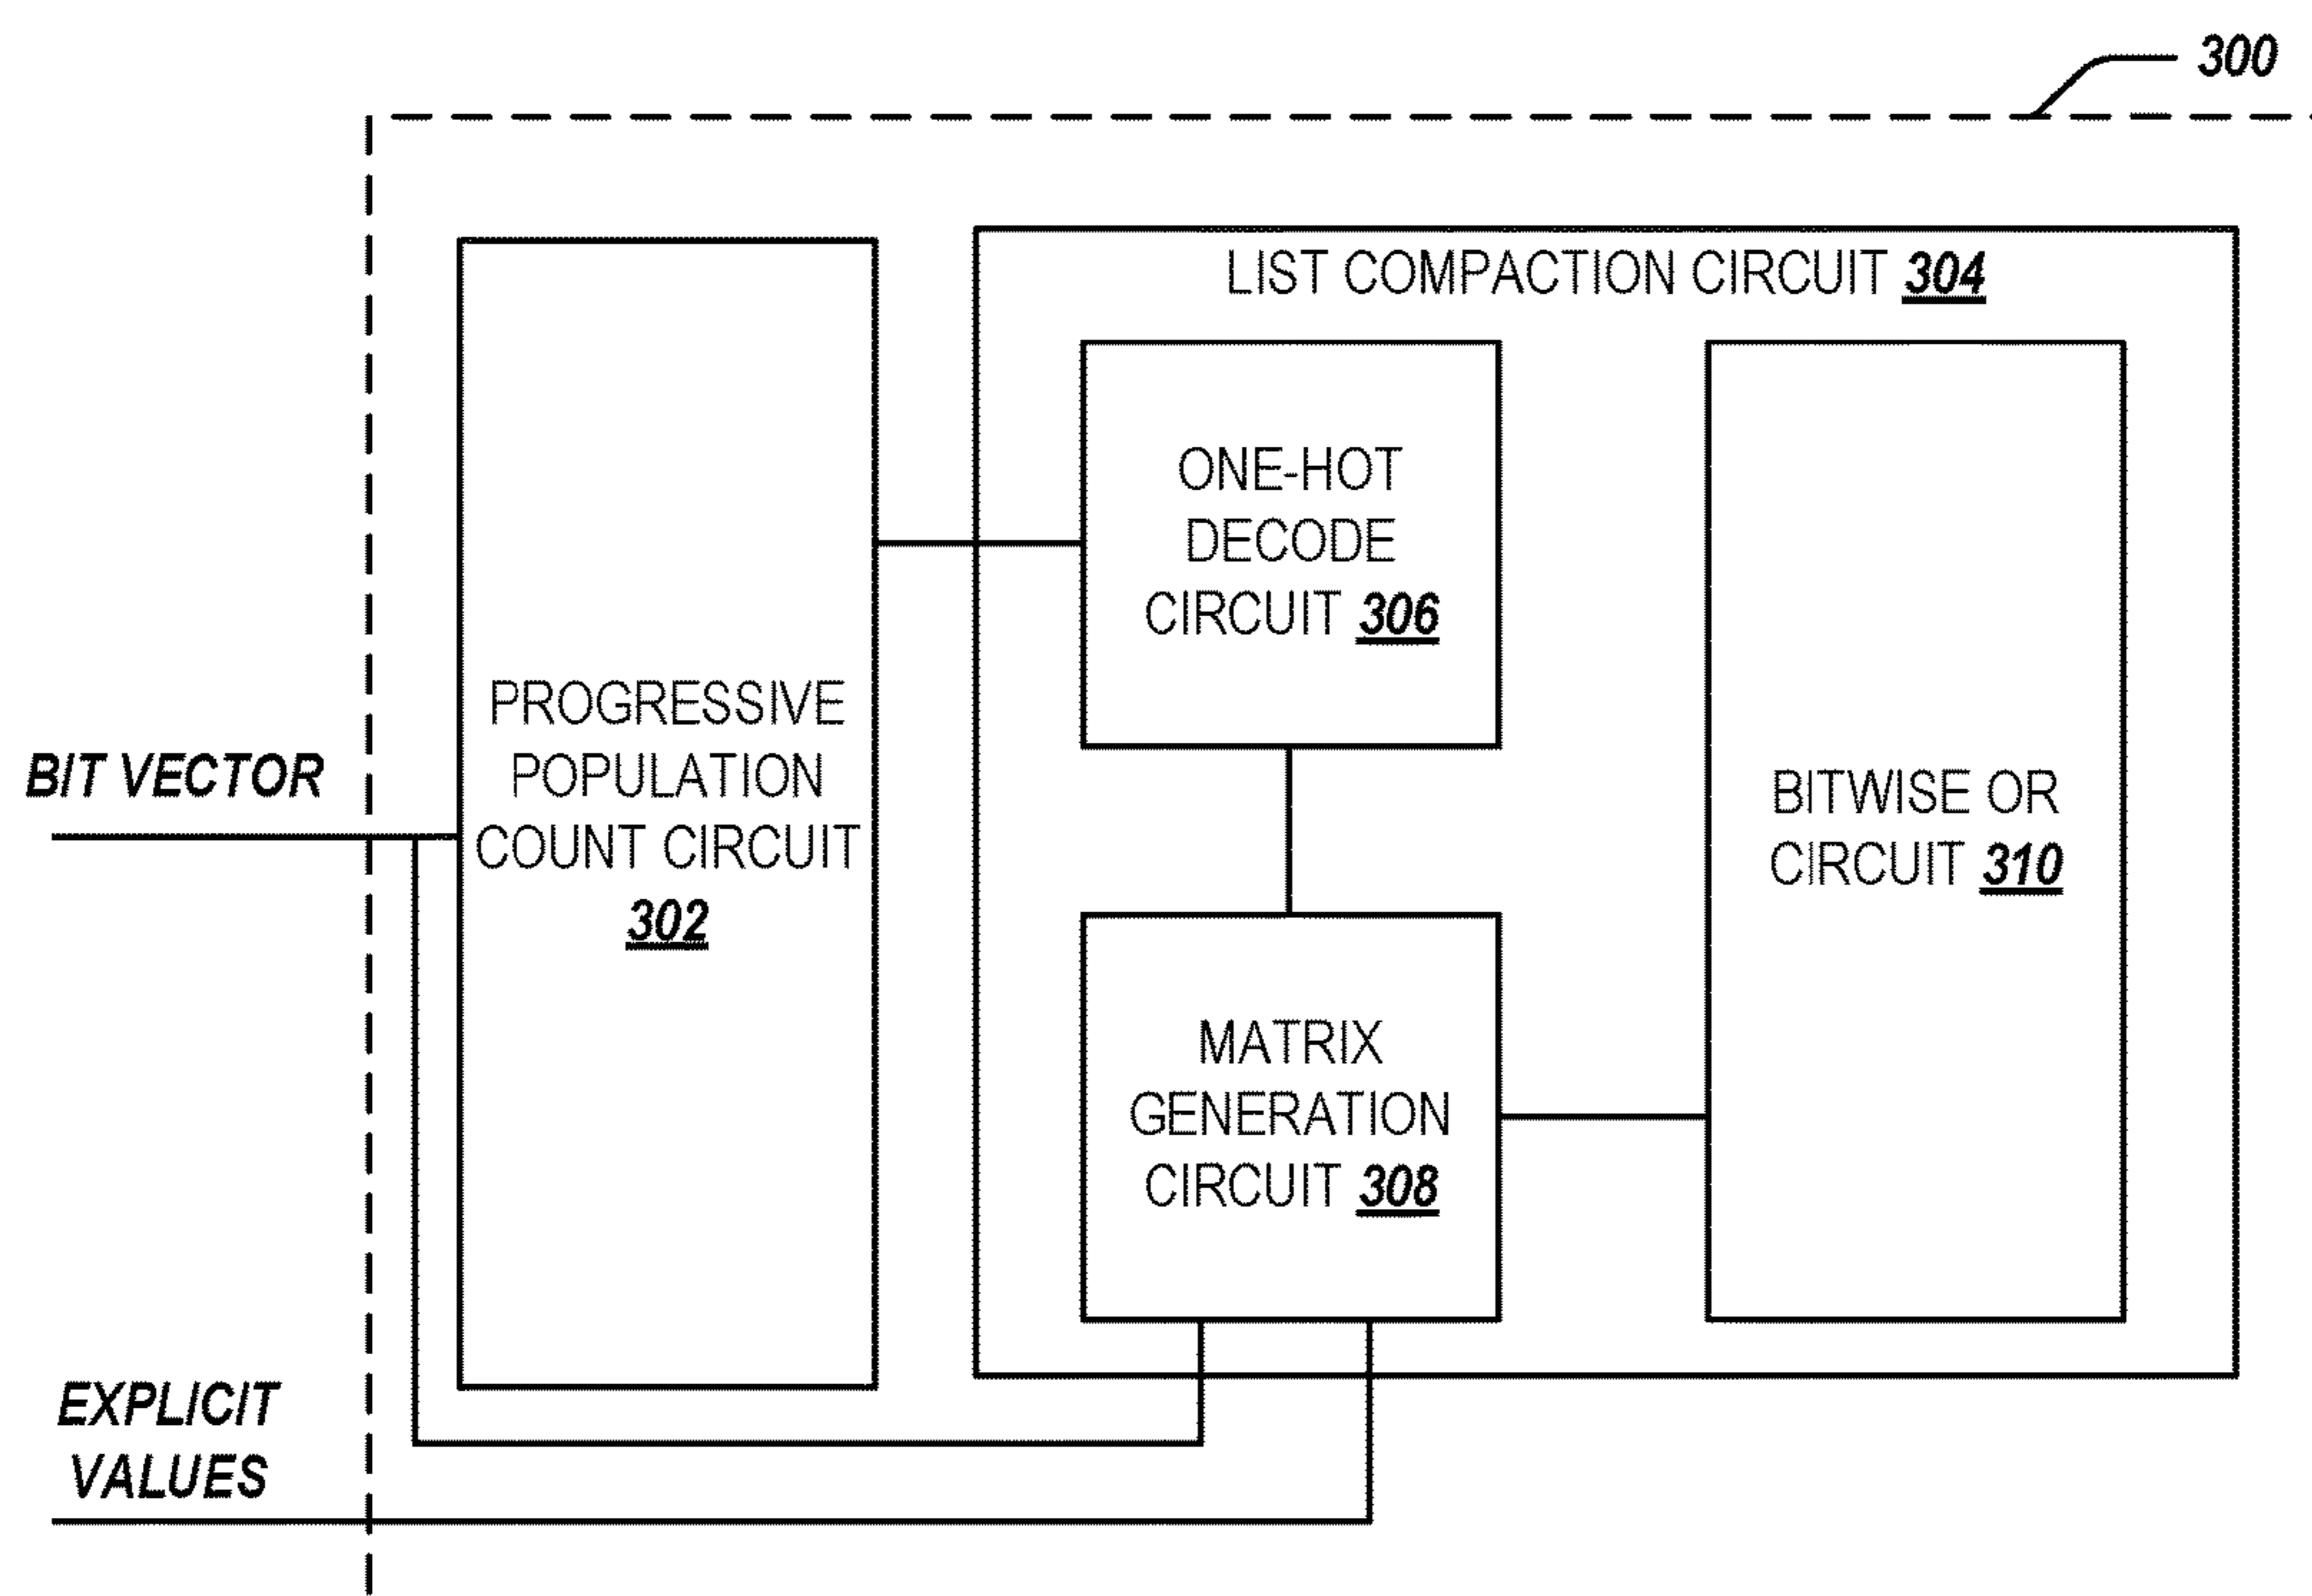 300
LIST COMPACTION CIRCUIT 304
ONE-HOT
DECODE
CIRCUIT 306
PROGRESSIVE
POPULATION
COUNT CIRCUIT
302
BIT VECTOR
BITWISE OR
CIRCUIT 310
MATRIX
GENERATION
CIRCUIT 308
EXPLICIT
VALUES